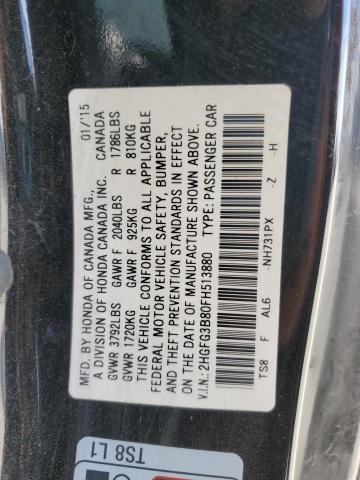 MFD. BY HONDA OF CANADA MFG., 01/15
A DIVISION OF HONDA CANADA INC. CANADA
GVWR 3792LBS GAWR F 2040LBS R 1786LBS
GVWR 1720KG GAWR F 925KG R 810KG
THIS VEHICLE CONFORMS TO ALL APPLICABLE
FEDERAL MOTOR VEHICLE SAFETY, BUMPER,
AND THEFT PREVENTION STANDARDS IN EFFECT
ON THE DATE OF MANUFACTURE SHOWN ABOVE.
V.I.N.: 2HGFG3B80FH513880 TYPE: PASSENGER CAR
TS8 F AL6 -NH731PX -Z -H
TS8 L1